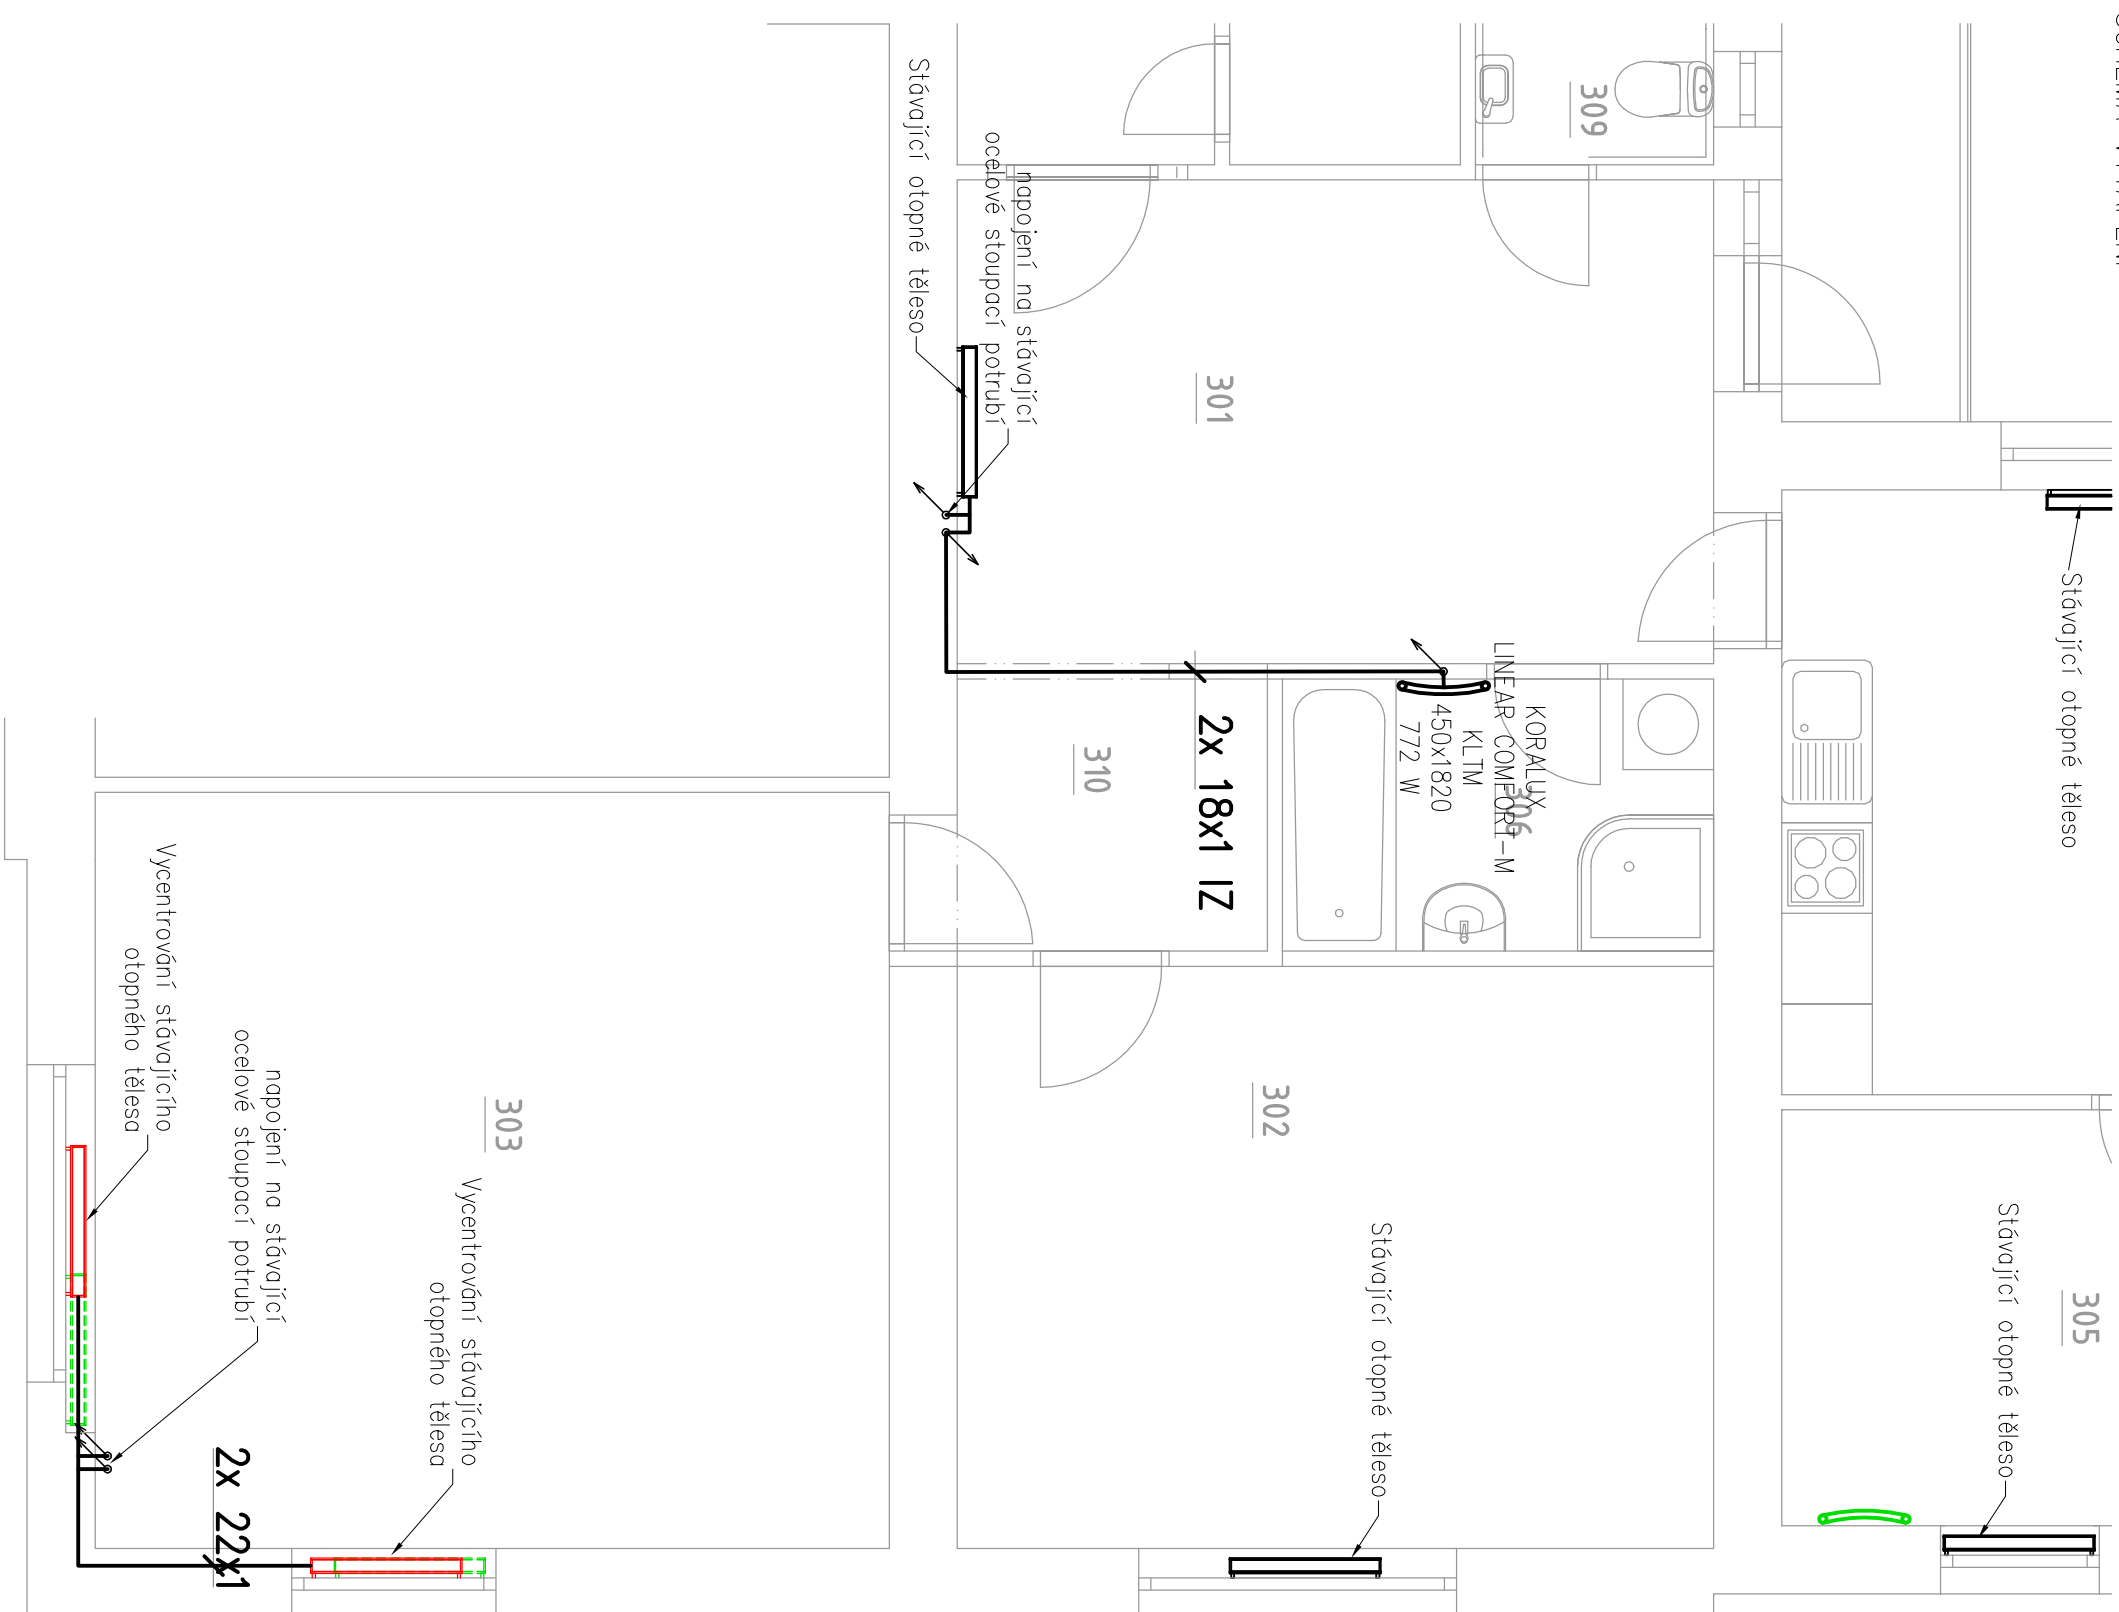 309
Stávající otopné těleso
napojení na stávající
ocelové stoupací potrubí
301
Stávající otopné těleso
KORALUX
LINEAR COMFORT-M
KLTM
450x1820
772 W
306
310
2x 18x1 IZ
Vycentrování stávajícího
otopného tělesa
napojení na stávající
ocelové stoupací potrubí
303
302
Vycentrování stávajícího
otopného tělesa
Stávající otopné těleso
Stávající otopné těleso
305
2x 22x1